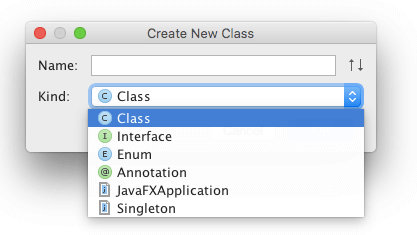 Create New Class
Name:
Kind: C Class
C Class
I Interface
E Enum
@ Annotation
JavaFXApplication
Singleton